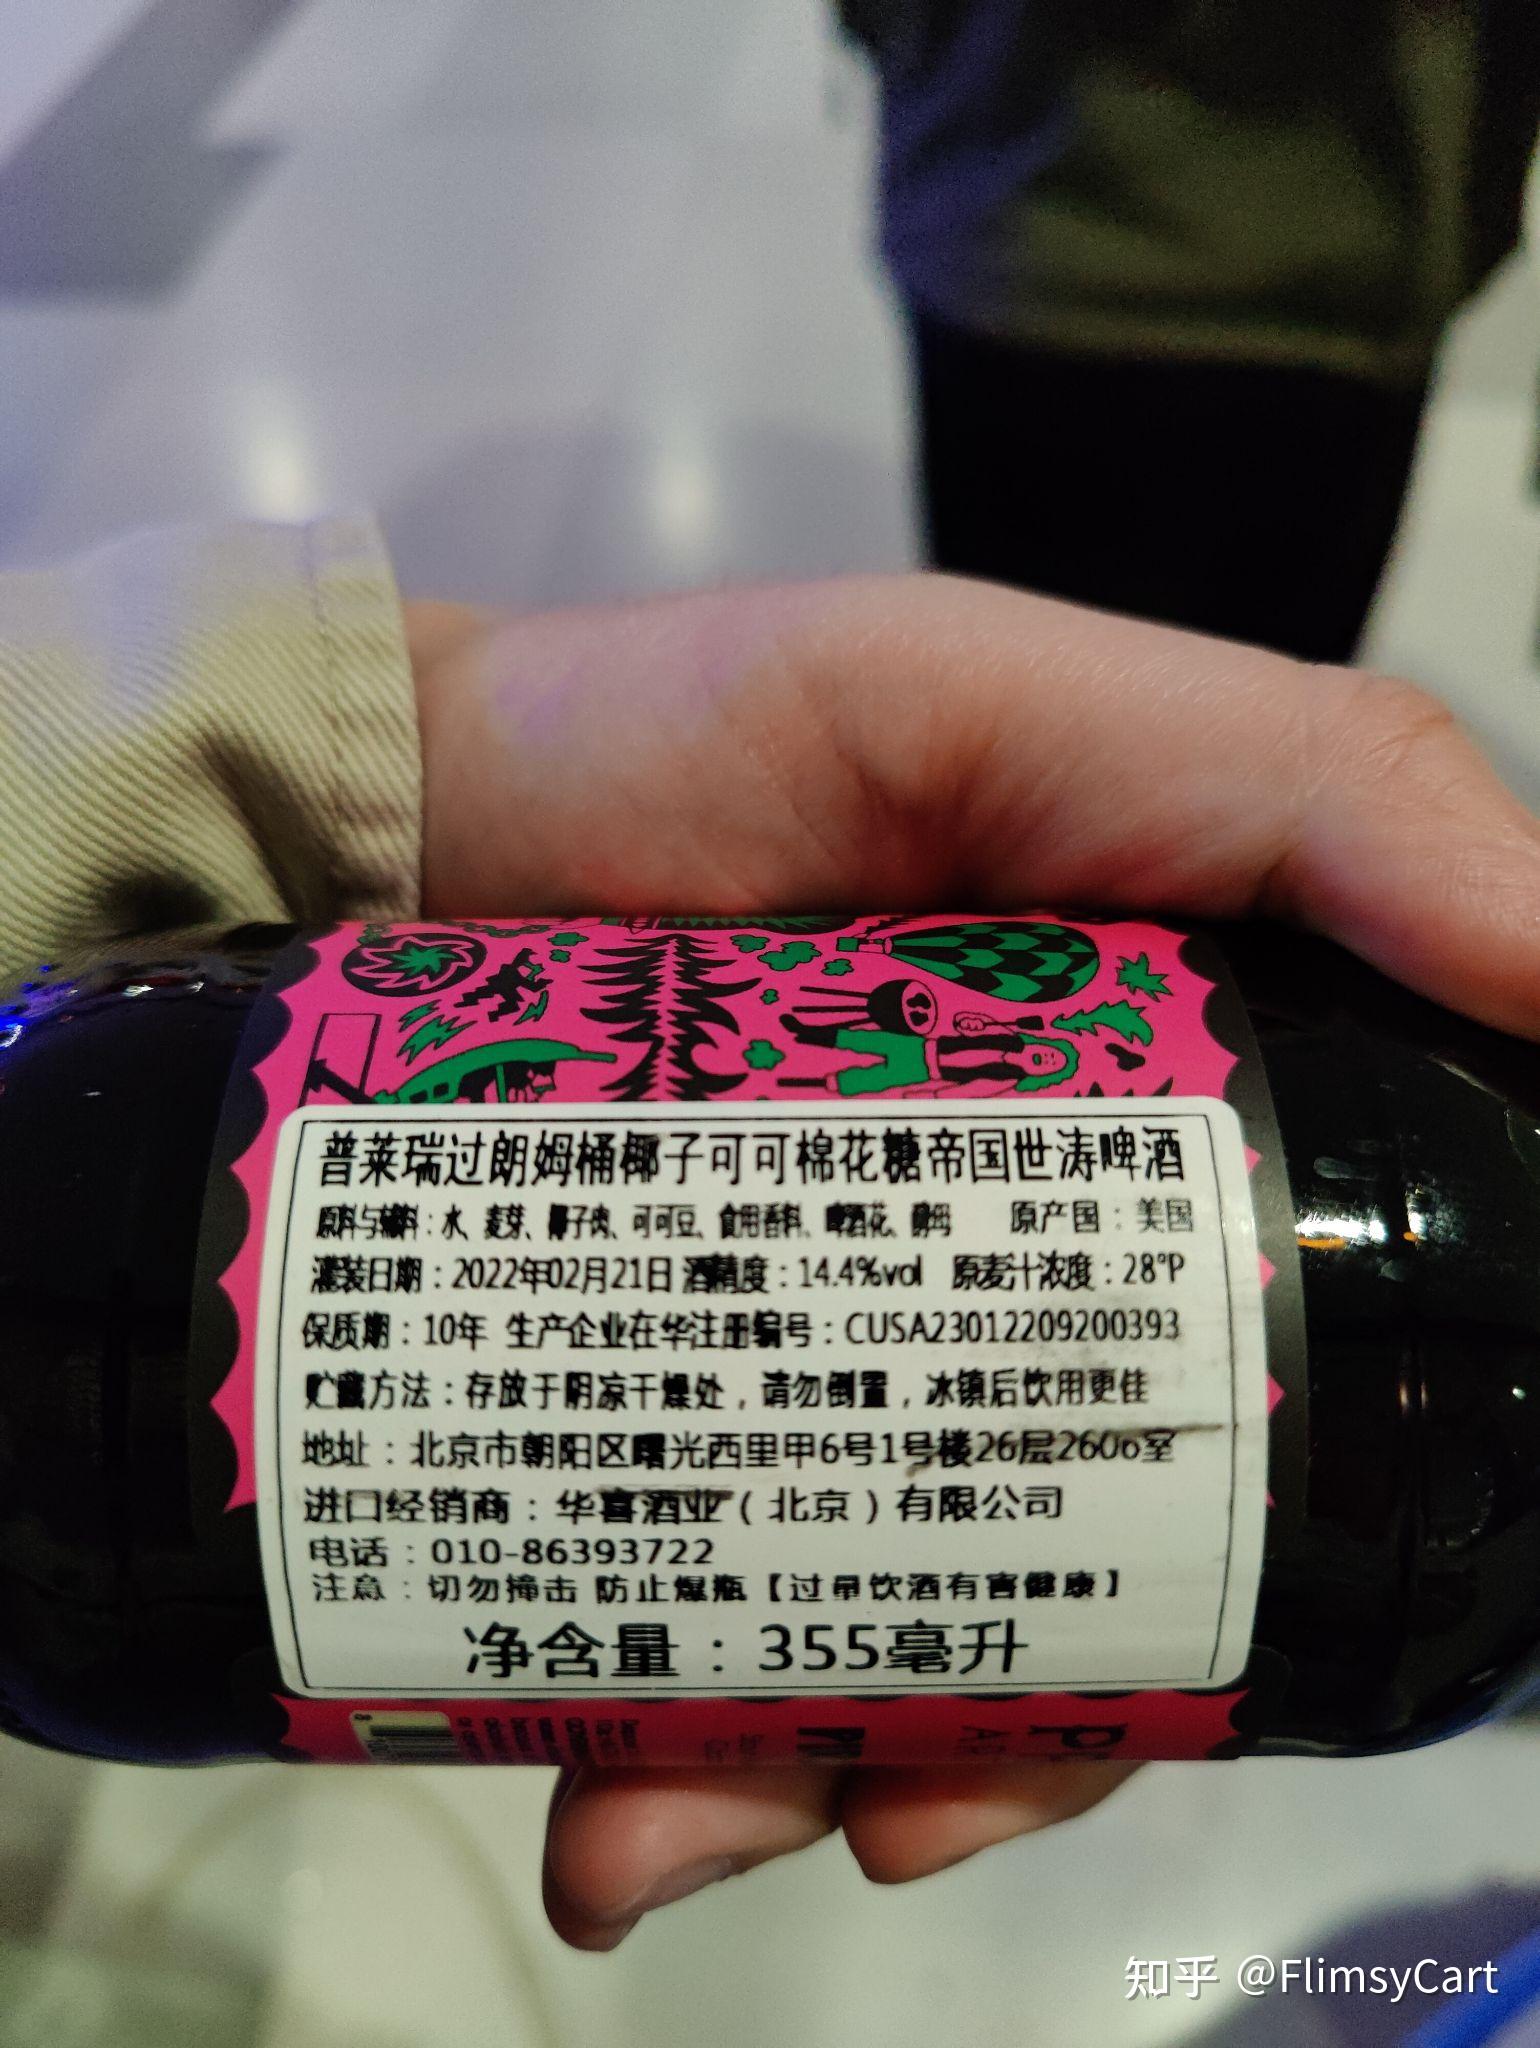 普莱瑞过朗姆桶椰子可可棉花糖帝国世涛啤酒
原料与辅料：水、麦芽、椰子肉、可可豆、食用香料、啤酒花、酵母 原产国：美国
灌装日期：2022年02月21日 酒精度：14.4%vol 原麦汁浓度：28°P
保质期：10年 生产企业在华注册编号：CUSA23012209200393
贮藏方法：存放于阴凉干燥处，请勿倒置，冰镇后饮用更佳
地址：北京市朝阳区曙光西里甲6号1号楼26层2606室
进口经销商：华喜酒业（北京）有限公司
电话：010-86393722
注意：切勿撞击 防止爆瓶【过量饮酒有害健康】
净含量：355毫升
知乎 @FlimsyCart